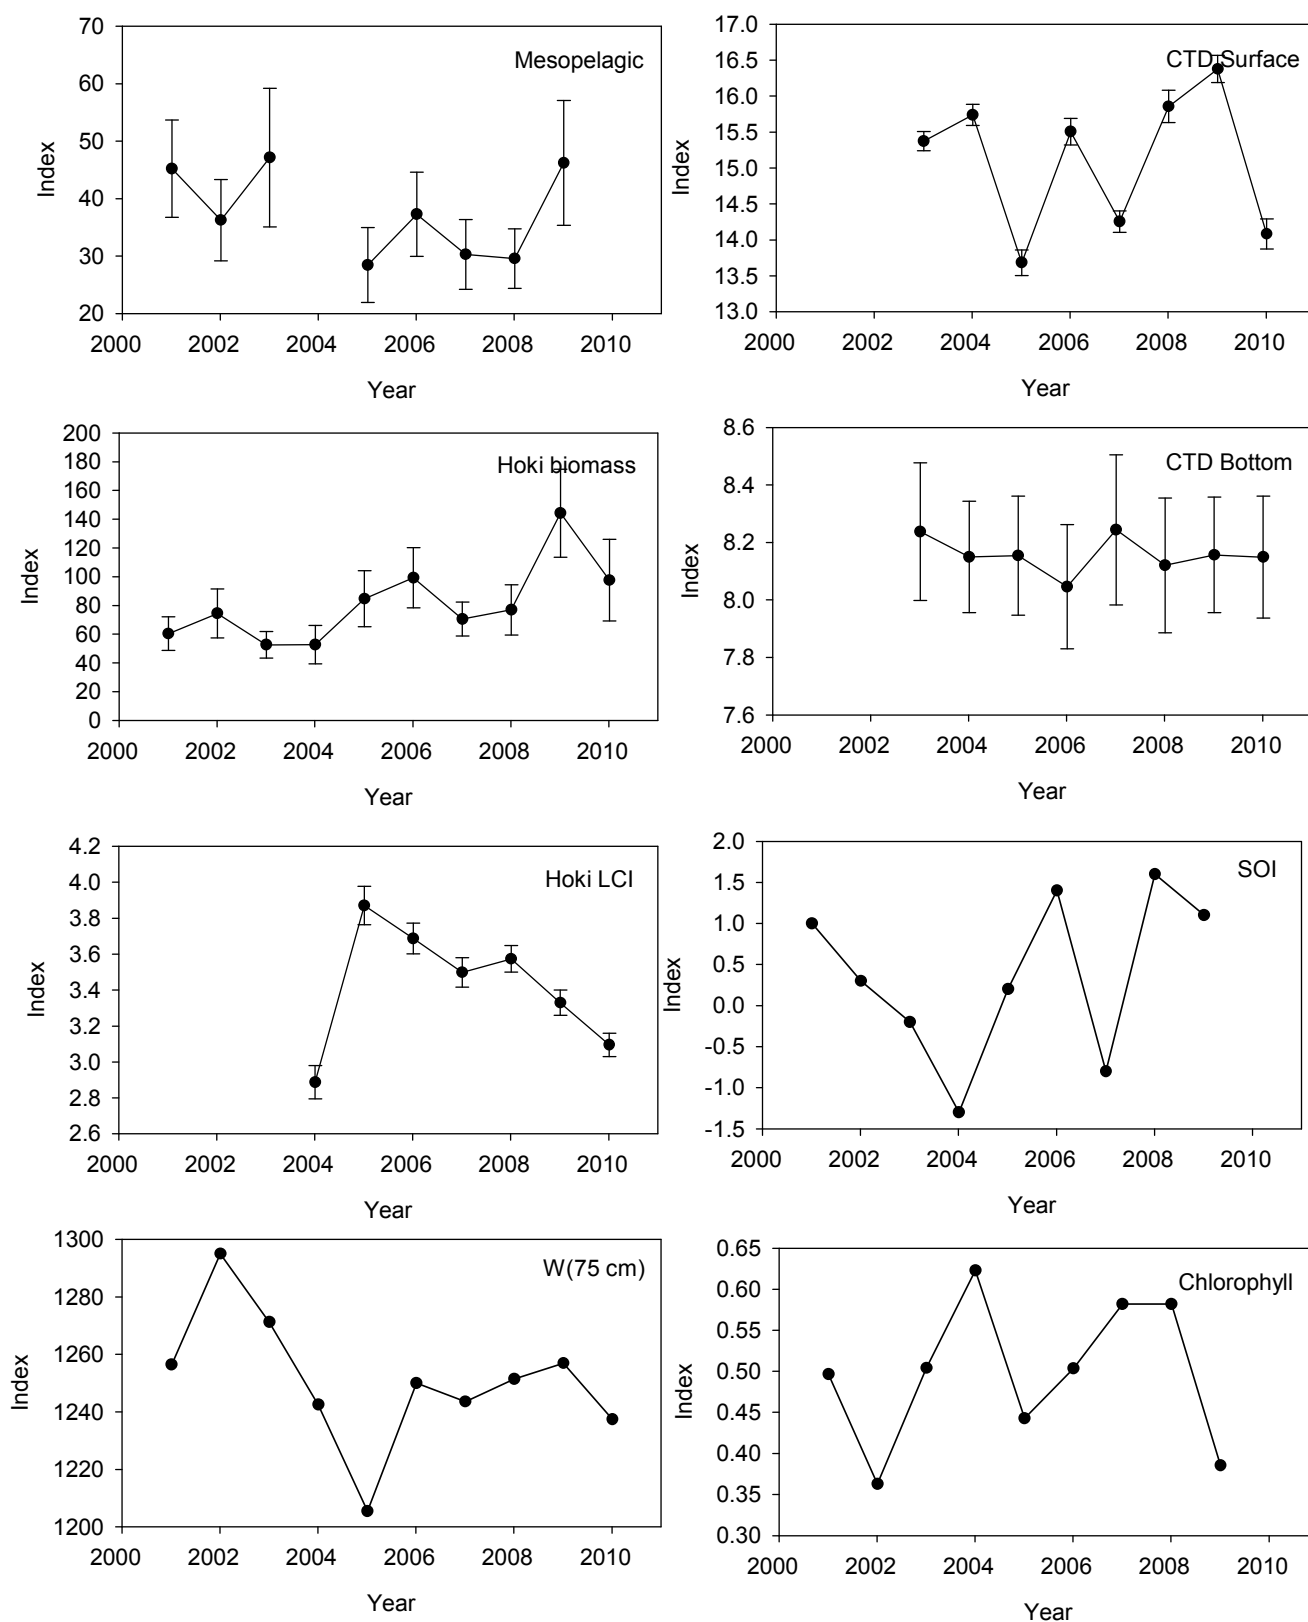 70
60
50
40
30
20
Index
Mesopelagic
2000 2002 2004 2006 2008 2010
Year
17.0
16.5
16.0
15.5
15.0
14.5
14.0
13.5
13.0
Index
CTD Surface
2000 2002 2004 2006 2008 2010
Year
200
180
160
140
120
100
80
60
40
20
0
Index
Hoki biomass
2000 2002 2004 2006 2008 2010
Year
8.6
8.4
8.2
8.0
7.8
7.6
Index
CTD Bottom
2000 2002 2004 2006 2008 2010
Year
4.2
4.0
3.8
3.6
3.4
3.2
3.0
2.8
2.6
Index
Hoki LCI
2000 2002 2004 2006 2008 2010
Year
2.0
1.5
1.0
0.5
0.0
-0.5
-1.0
-1.5
Index
SOI
2000 2002 2004 2006 2008 2010
Year
1300
1280
1260
1240
1220
1200
Index
W(75 cm)
2000 2002 2004 2006 2008 2010
Year
0.65
0.60
0.55
0.50
0.45
0.40
0.35
0.30
Index
Chlorophyll
2000 2002 2004 2006 2008 2010
Year